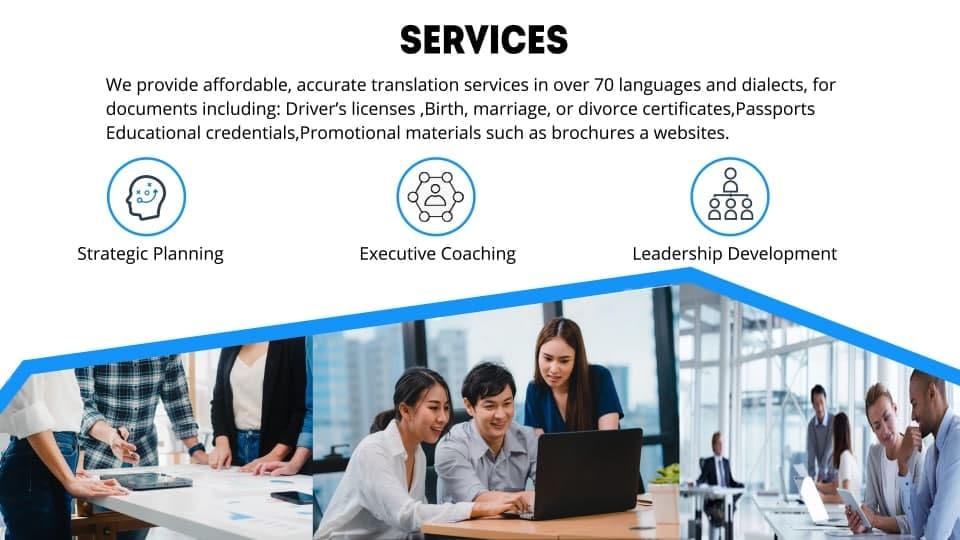 SERVICES
We provide affordable, accurate translation services in over 70 languages and dialects, for
documents including: Driver's licenses ,Birth, marriage, or divorce certificates,Passports
Educational credentials,Promotional materials such as brochures a websites.
Strategic Planning
Executive Coaching
Leadership Development